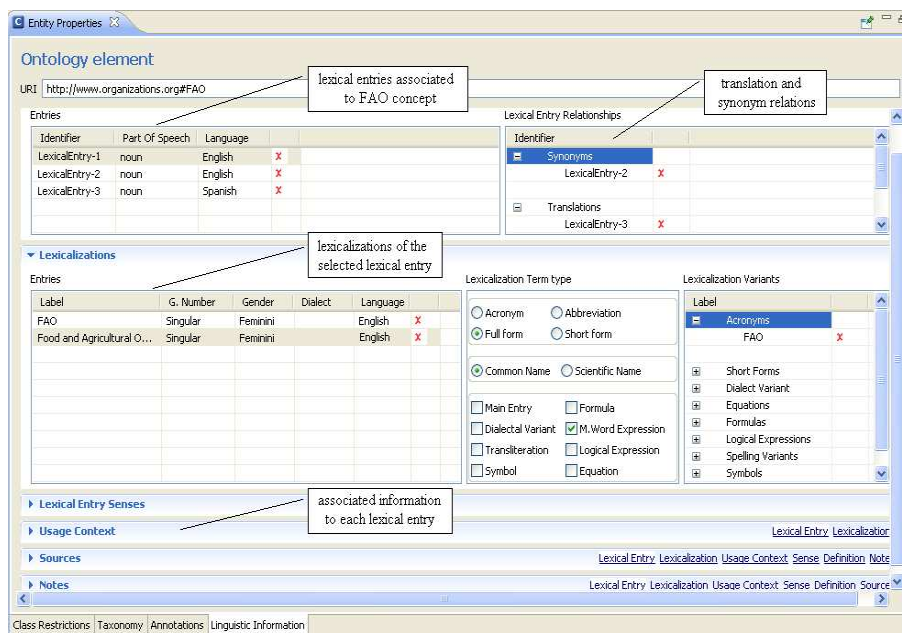 Entity Properties
Ontology element
URI http://www.organizations.org#FAO
lexical entries associated
to FAO concept
translation and
synonym relations
Entries
Identifier Part Of Speech Language
LexicalEntry-1 noun English
LexicalEntry-2 noun English
LexicalEntry-3 noun Spanish
Lexical Entry Relationships
Identifier
Synonyms
LexicalEntry-2
Translations
LexicalEntry-3
Lexicalizations
lexicalizations of the
selected lexical entry
Entries
Label G. Number Gender Dialect Language
FAO Singular Feminini English
Food and Agricultural O... Singular Feminini English
Lexicalization Term type
Acronym Abbreviation
Full form Short form
Common Name Scientific Name
Main Entry Formula
Dialectal Variant M.Word Expression
Transliteration Logical Expression
Symbol Equation
Lexicalization Variants
Label
Acronyms
FAO
Short Forms
Dialect Variant
Equations
Formulas
Logical Expressions
Spelling Variants
Symbols
Lexical Entry Senses
associated information
to each lexical entry
Usage Context Lexical Entry Lexicalization
Sources Lexical Entry Lexicalization Usage Context Sense Definition Note
Notes Lexical Entry Lexicalization Usage Context Sense Definition Source
Class Restrictions Taxonomy Annotations Linguistic Information